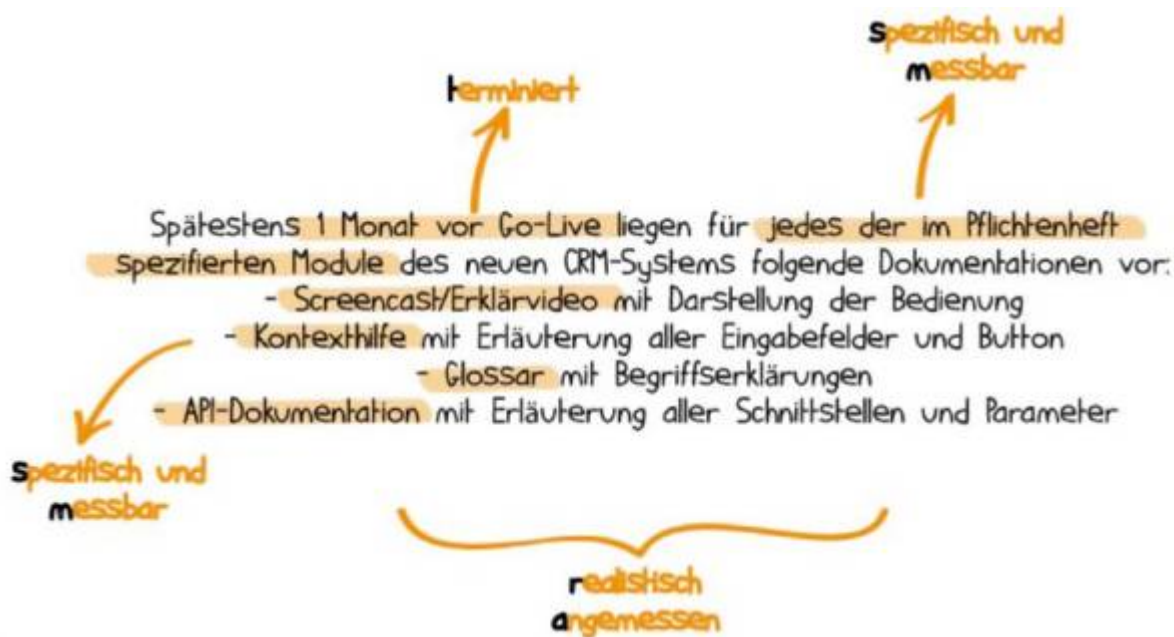 spezifisch und
messbar
terminiert
Spätestens 1 Monat vor Go-Live liegen für jedes der im Pflichtenheft
spezifierten Module des neuen CRM-Systems folgende Dokumentationen vor:
- Screencast/Erklärvideo mit Darstellung der Bedienung
- Kontexthilfe mit Erläuterung aller Eingabefelder und Button
- Glossar mit Begriffserklärungen
- API-Dokumentation mit Erläuterung aller Schnittstellen und Parameter
spezifisch und
messbar
realistisch
angemessen